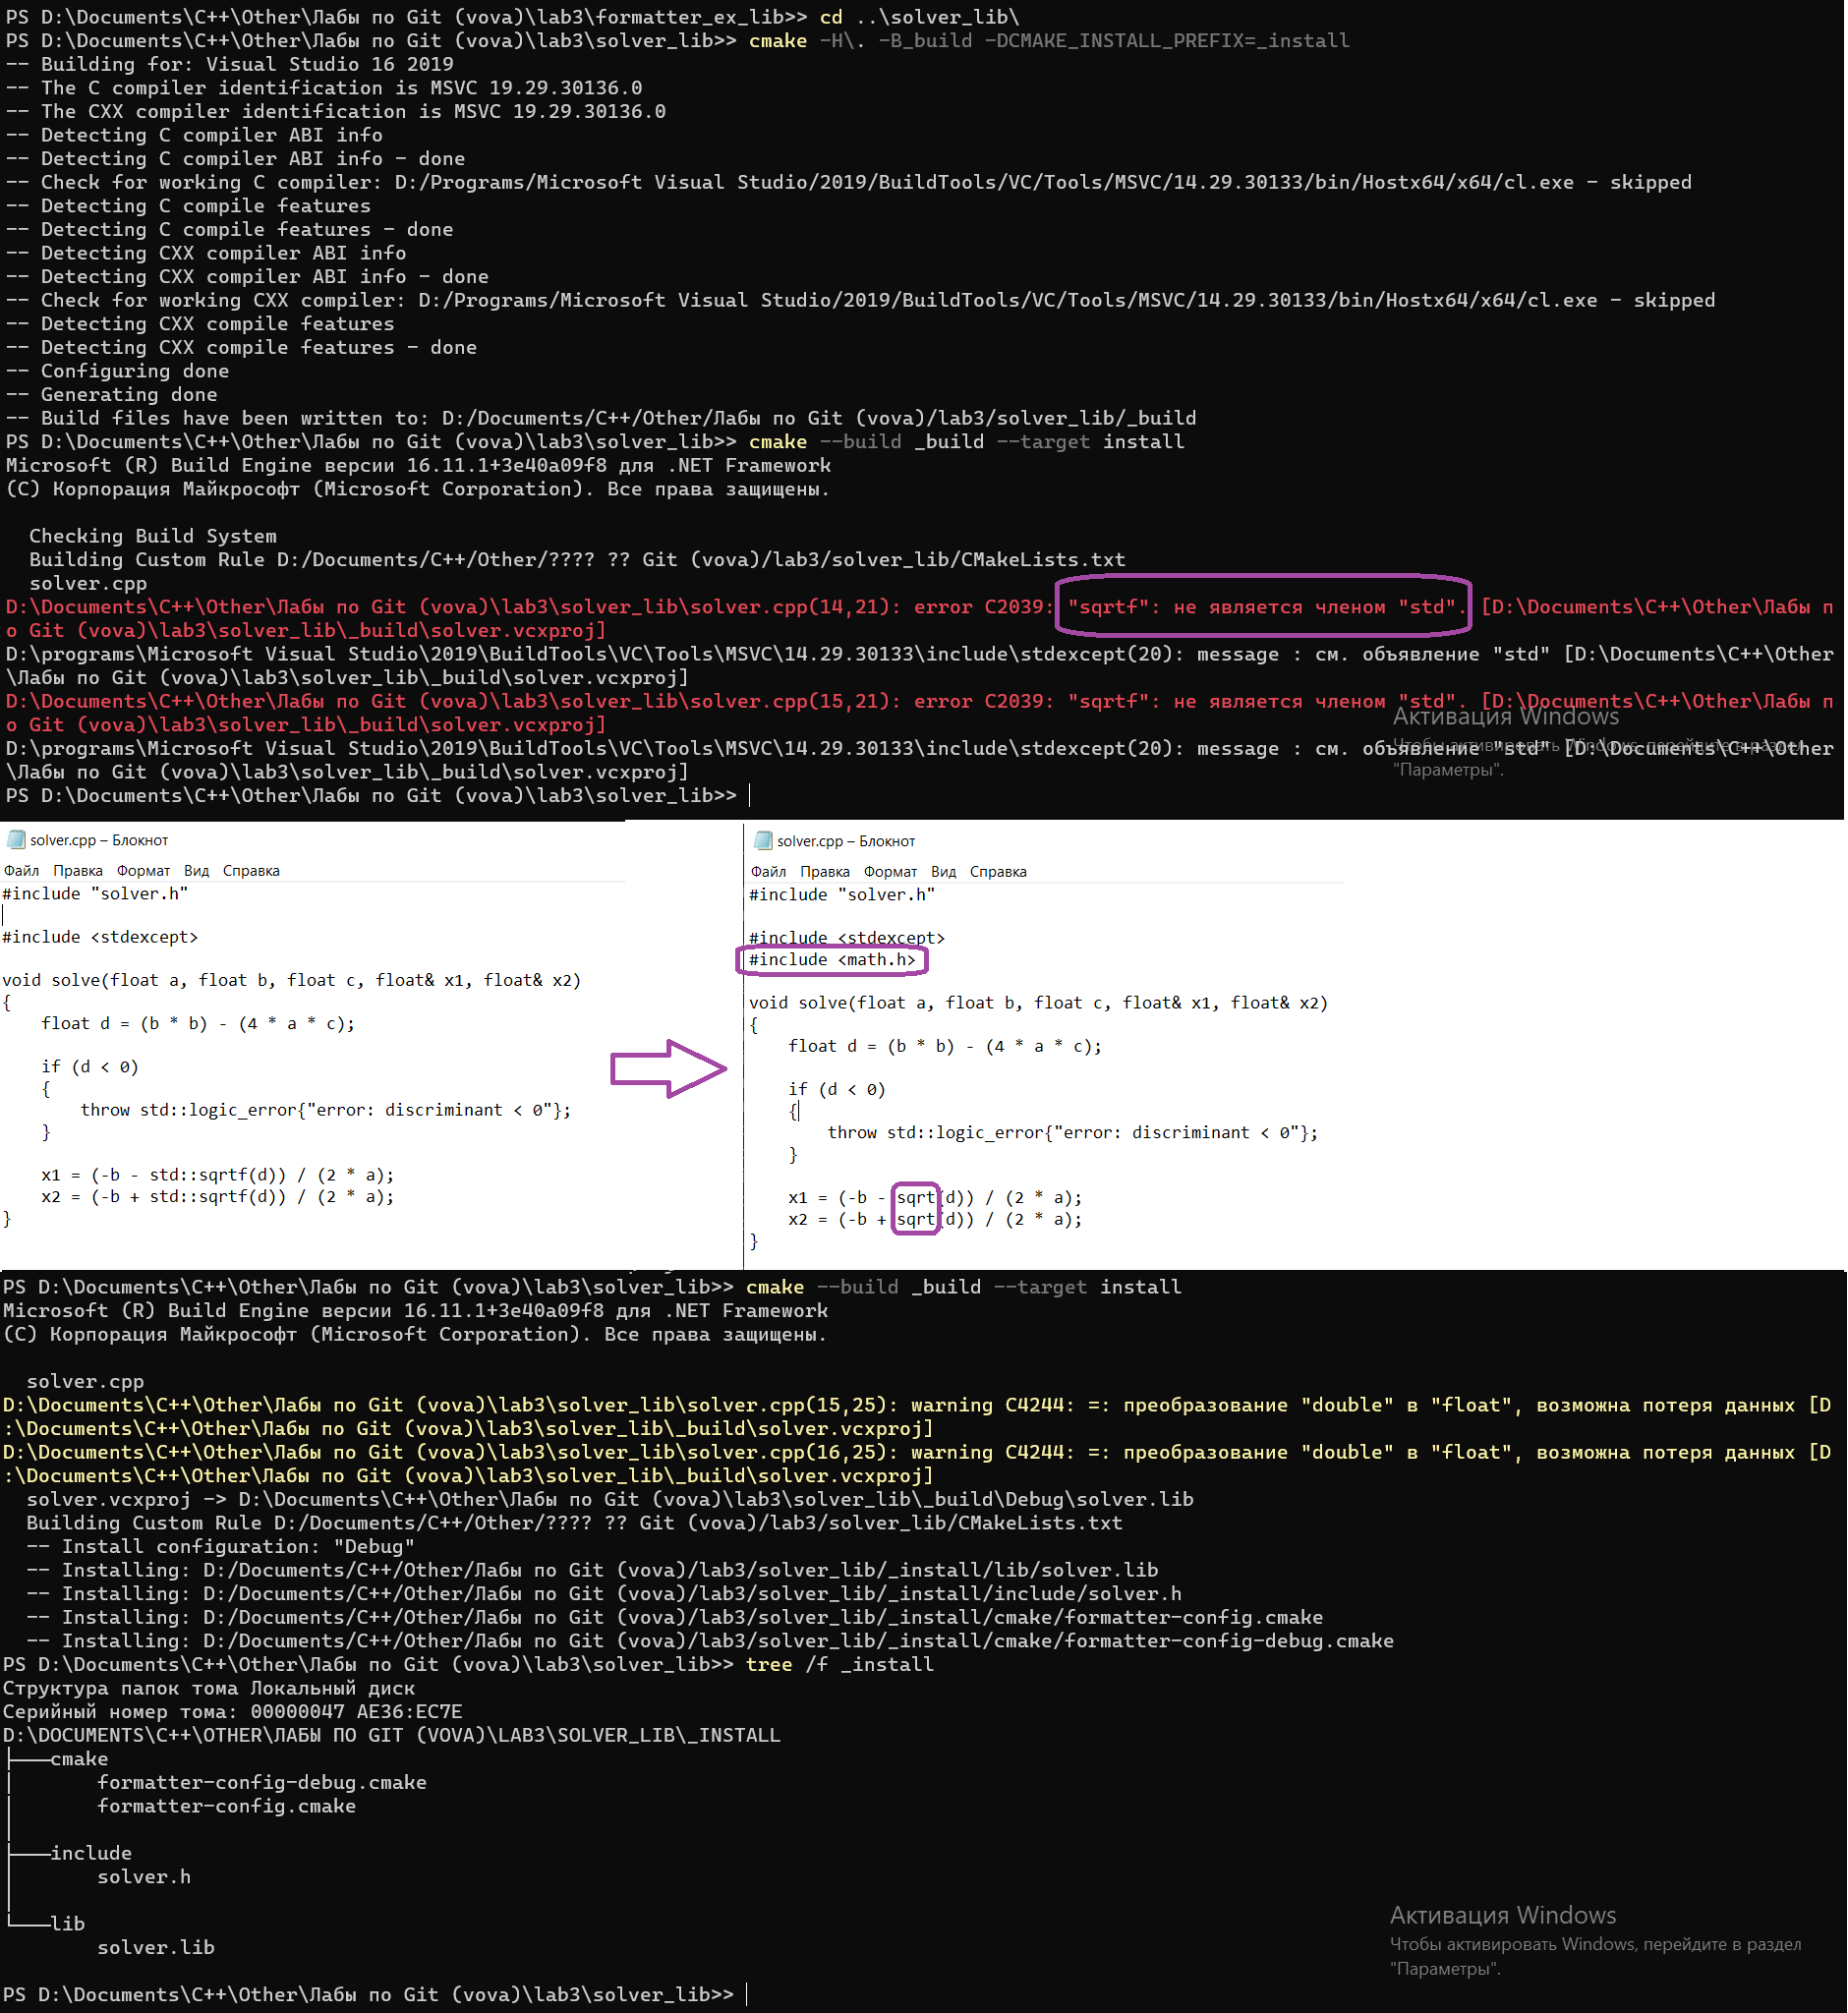 PS D:\Documents\C++\Other\Лабы по Git (vova)\lab3\formatter_ex_lib>> cd ..\solver_lib\
PS D:\Documents\C++\Other\Лабы по Git (vova)\lab3\solver_lib>> cmake -H\. -B_build -DCMAKE_INSTALL_PREFIX=_install
-- Building for: Visual Studio 16 2019
-- The C compiler identification is MSVC 19.29.30136.0
-- The CXX compiler identification is MSVC 19.29.30136.0
-- Detecting C compiler ABI info
-- Detecting C compiler ABI info - done
-- Check for working C compiler: D:/Programs/Microsoft Visual Studio/2019/BuildTools/VC/Tools/MSVC/14.29.30133/bin/Hostx64/x64/cl.exe - skipped
-- Detecting C compile features
-- Detecting C compile features - done
-- Detecting CXX compiler ABI info
-- Detecting CXX compiler ABI info - done
-- Check for working CXX compiler: D:/Programs/Microsoft Visual Studio/2019/BuildTools/VC/Tools/MSVC/14.29.30133/bin/Hostx64/x64/cl.exe - skipped
-- Detecting CXX compile features
-- Detecting CXX compile features - done
-- Configuring done
-- Generating done
-- Build files have been written to: D:/Documents/C++/Other/Лабы по Git (vova)/lab3/solver_lib/_build
PS D:\Documents\C++\Other\Лабы по Git (vova)\lab3\solver_lib>> cmake --build _build --target install
Microsoft (R) Build Engine версии 16.11.1+3e40a09f8 для .NET Framework
(C) Корпорация Майкрософт (Microsoft Corporation). Все права защищены.
Checking Build System
Building Custom Rule D:/Documents/C++/Other/???? ?? Git (vova)/lab3/solver_lib/CMakeLists.txt
solver.cpp
D:\Documents\C++\Other\Лабы по Git (vova)\lab3\solver_lib\solver.cpp(14,21): error C2039: "sqrtf": не является членом "std". [D:\Documents\C++\Other\Лабы п
о Git (vova)\lab3\solver_lib\_build\solver.vcxproj]
D:\programs\Microsoft Visual Studio\2019\BuildTools\VC\Tools\MSVC\14.29.30133\include\stdexcept(20): message : см. объявление "std" [D:\Documents\C++\Other
\Лабы по Git (vova)\lab3\solver_lib\_build\solver.vcxproj]
D:\Documents\C++\Other\Лабы по Git (vova)\lab3\solver_lib\solver.cpp(15,21): error C2039: "sqrtf": не является членом "std". [D:\Documents\C++\Other\Лабы п
о Git (vova)\lab3\solver_lib\_build\solver.vcxproj]
D:\programs\Microsoft Visual Studio\2019\BuildTools\VC\Tools\MSVC\14.29.30133\include\stdexcept(20): message : см. объявление "std" [D:\Documents\C++\Other
\Лабы по Git (vova)\lab3\solver_lib\_build\solver.vcxproj]
PS D:\Documents\C++\Other\Лабы по Git (vova)\lab3\solver_lib>>
Активация Windows
Чтобы активировать Windows, перейдите в раздел
"Параметры".
solver.cpp – Блокнот
Файл Правка Формат Вид Справка
#include "solver.h"
#include <stdexcept>
void solve(float a, float b, float c, float& x1, float& x2)
{
float d = (b * b) - (4 * a * c);
if (d < 0)
{
throw std::logic_error{"error: discriminant < 0"};
}
x1 = (-b - std::sqrtf(d)) / (2 * a);
x2 = (-b + std::sqrtf(d)) / (2 * a);
}
solver.cpp – Блокнот
Файл Правка Формат Вид Справка
#include "solver.h"
#include <stdexcept>
#include <math.h>
void solve(float a, float b, float c, float& x1, float& x2)
{
float d = (b * b) - (4 * a * c);
if (d < 0)
{
throw std::logic_error{"error: discriminant < 0"};
}
x1 = (-b - sqrt(d)) / (2 * a);
x2 = (-b + sqrt(d)) / (2 * a);
}
PS D:\Documents\C++\Other\Лабы по Git (vova)\lab3\solver_lib>> cmake --build _build --target install
Microsoft (R) Build Engine версии 16.11.1+3e40a09f8 для .NET Framework
(C) Корпорация Майкрософт (Microsoft Corporation). Все права защищены.
solver.cpp
D:\Documents\C++\Other\Лабы по Git (vova)\lab3\solver_lib\solver.cpp(15,25): warning C4244: =: преобразование "double" в "float", возможна потеря данных [D
:\Documents\C++\Other\Лабы по Git (vova)\lab3\solver_lib\_build\solver.vcxproj]
D:\Documents\C++\Other\Лабы по Git (vova)\lab3\solver_lib\solver.cpp(16,25): warning C4244: =: преобразование "double" в "float", возможна потеря данных [D
:\Documents\C++\Other\Лабы по Git (vova)\lab3\solver_lib\_build\solver.vcxproj]
solver.vcxproj -> D:\Documents\C++\Other\Лабы по Git (vova)\lab3\solver_lib\_build\Debug\solver.lib
Building Custom Rule D:/Documents/C++/Other/???? ?? Git (vova)/lab3/solver_lib/CMakeLists.txt
-- Install configuration: "Debug"
-- Installing: D:/Documents/C++/Other/Лабы по Git (vova)/lab3/solver_lib/_install/lib/solver.lib
-- Installing: D:/Documents/C++/Other/Лабы по Git (vova)/lab3/solver_lib/_install/include/solver.h
-- Installing: D:/Documents/C++/Other/Лабы по Git (vova)/lab3/solver_lib/_install/cmake/formatter-config.cmake
-- Installing: D:/Documents/C++/Other/Лабы по Git (vova)/lab3/solver_lib/_install/cmake/formatter-config-debug.cmake
PS D:\Documents\C++\Other\Лабы по Git (vova)\lab3\solver_lib>> tree /f _install
Структура папок тома Локальный диск
Серийный номер тома: 00000047 AE36:EC7E
D:\DOCUMENTS\C++\OTHER\ЛАБЫ ПО GIT (VOVA)\LAB3\SOLVER_LIB\_INSTALL
├───cmake
│ formatter-config-debug.cmake
│ formatter-config.cmake
│
├───include
│ solver.h
│
└───lib
solver.lib
Активация Windows
Чтобы активировать Windows, перейдите в раздел
"Параметры".
PS D:\Documents\C++\Other\Лабы по Git (vova)\lab3\solver_lib>>